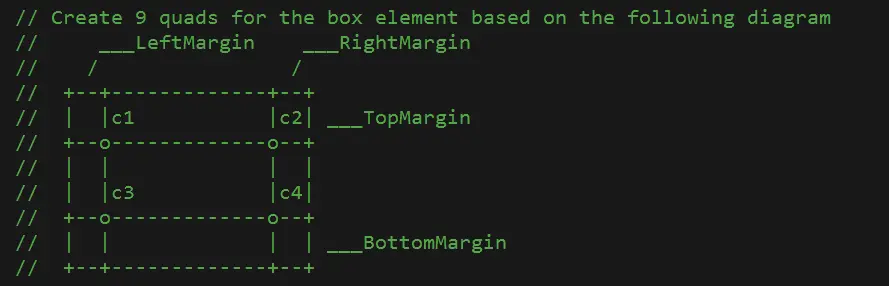 // Create 9 quads for the box element based on the following diagram
//     ___LeftMargin    ___RightMargin
//    /                /
//  +--+-------------+--+
//  |  |c1           |c2| ___TopMargin
//  +--o-------------o--+
//  |  |             |  |
//  |  |c3           |c4|
//  +--o-------------o--+
//  |  |             |  | ___BottomMargin
//  +--+-------------+--+